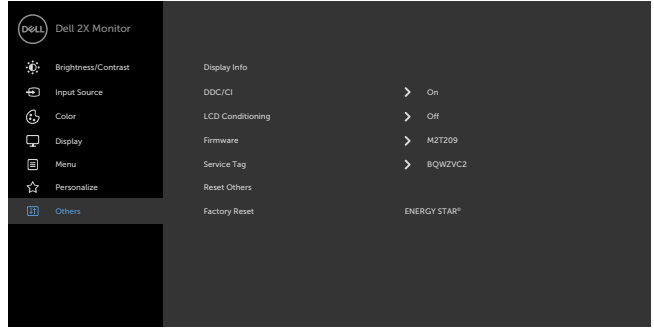 DELL Dell 2X Monitor
Brightness/Contrast Display Info
Input Source DDC/CI On
Color LCD Conditioning Off
Display Firmware M2T209
Menu Service Tag BQWZVC2
Personalize Reset Others
Others Factory Reset ENERGY STAR®